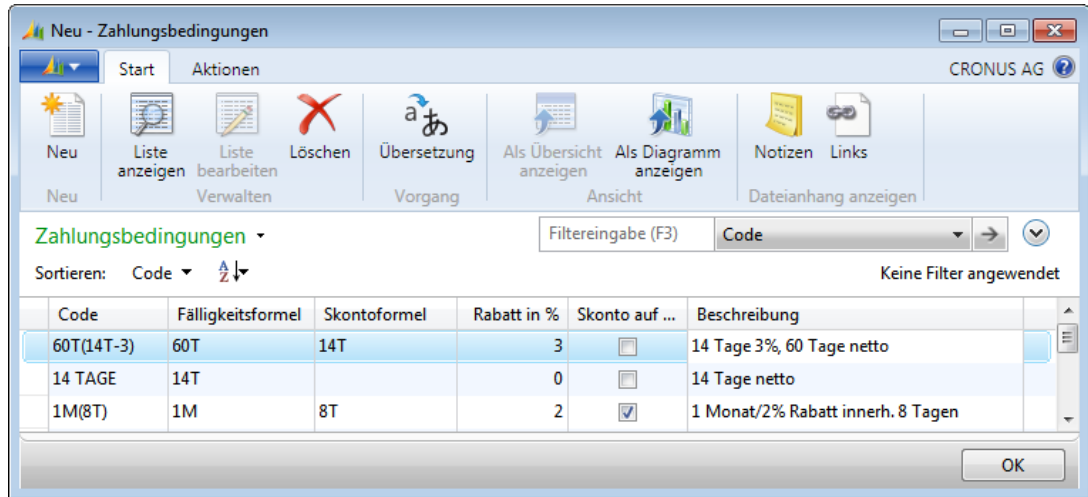 Neu - Zahlungsbedingungen
Start Aktionen CRONUS AG
Neu Liste anzeigen Liste bearbeiten Löschen Übersetzung Als Übersicht anzeigen Als Diagramm anzeigen Notizen Links
Neu Verwalten Vorgang Ansicht Dateianhang anzeigen
Zahlungsbedingungen Filtereingabe (F3) Code
Sortieren: Code Keine Filter angewendet
Code Fälligkeitsformel Skontoformel Rabatt in % Skonto auf ... Beschreibung
60T(14T-3) 60T 14T 3 14 Tage 3%, 60 Tage netto
14 TAGE 14T 0 14 Tage netto
1M(8T) 1M 8T 2 1 Monat/2% Rabatt innerh. 8 Tagen
OK